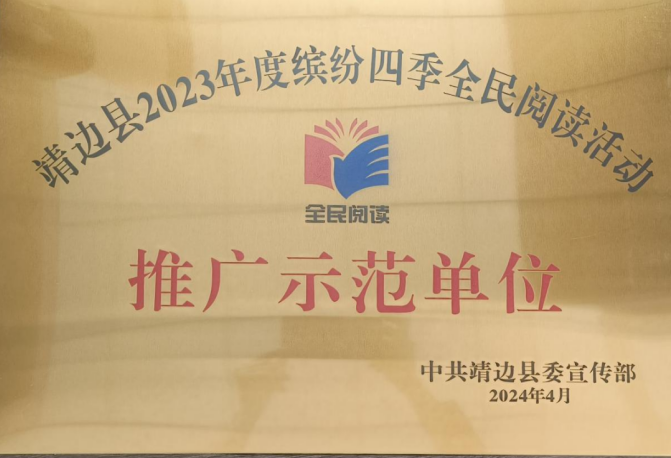 靖边县2023年度缤纷四季全民阅读活动
全民阅读
推广示范单位
中共靖边县委宣传部
2024年4月